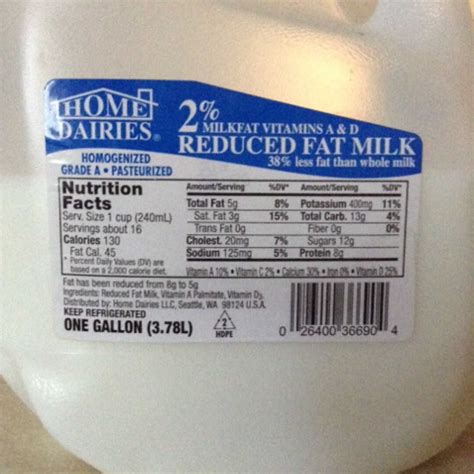 HOME DAIRIES®
2%
MILKFAT VITAMINS A & D
REDUCED FAT MILK
38% less fat than whole milk
HOMOGENIZED
GRADE A • PASTEURIZED
Nutrition Facts
Serv. Size 1 cup (240mL)
Servings about 16
Calories 130
Fat Cal. 45
* Percent Daily Values (DV) are
based on a 2,000 calorie diet.
Amount/Serving %DV*
Total Fat 5g 8%
Sat. Fat 3g 15%
Trans Fat 0g
Cholest. 20mg 7%
Sodium 125mg 5%
Amount/Serving %DV*
Potassium 400mg 11%
Total Carb. 13g 4%
Fiber 0g 0%
Sugars 12g
Protein 8g
Vitamin A 10% • Vitamin C 2% • Calcium 30% • Iron 0% • Vitamin D 25%
Fat has been reduced from 8g to 5g
Ingredients: Reduced Fat Milk, Vitamin A Palmitate, Vitamin D3.
Distributed by: Home Dairies LLC, Seattle, WA 98124 U.S.A.
KEEP REFRIGERATED
ONE GALLON (3.78L)
2
HDPE
0 26400 36690 4